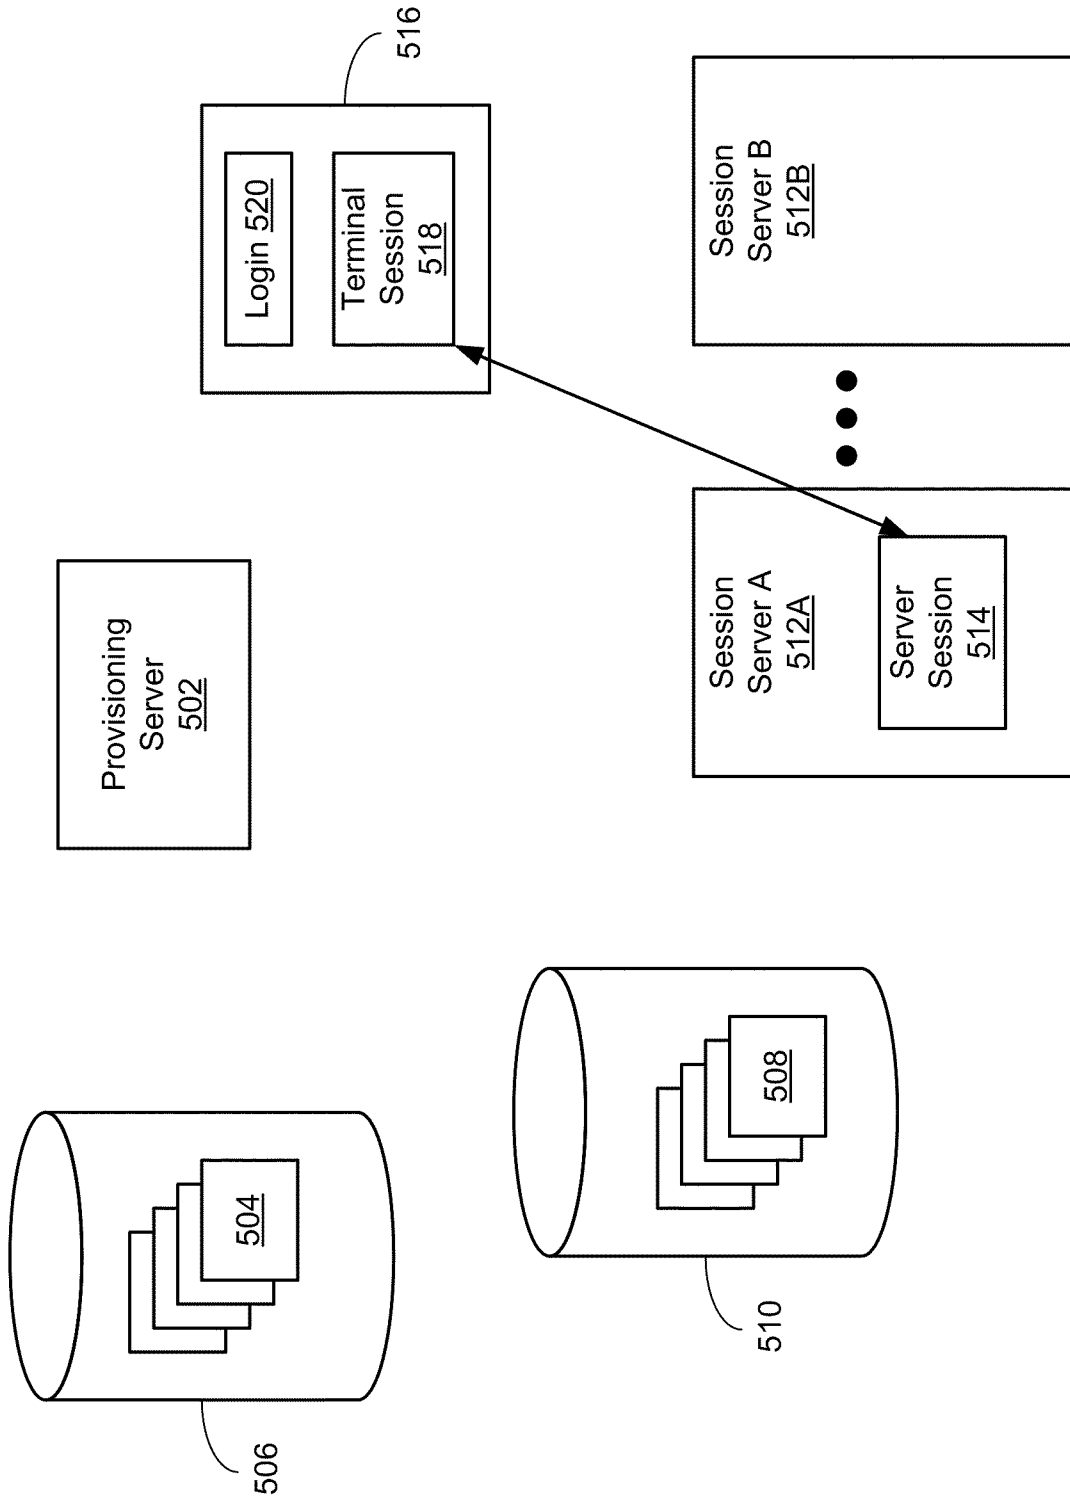 506
504
510
508
Provisioning
Server
502
Session
Server A
512A
Server
Session
514
Login 520
Terminal
Session
518
516
Session
Server B
512B